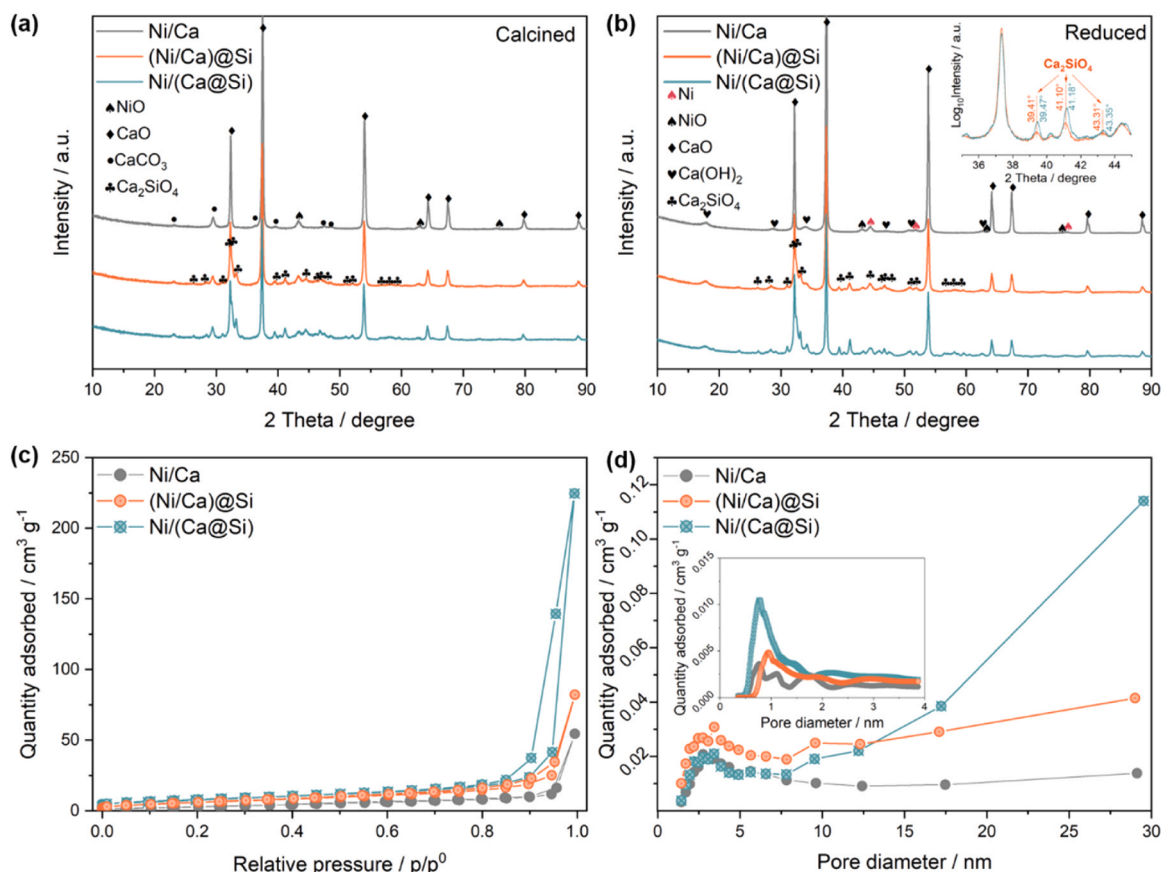 (a)
Calcined
Ni/Ca
(Ni/Ca)@Si
Ni/(Ca@Si)
NiO
CaO
CaCO₃
Ca₂SiO₄
Intensity / a.u.
10 20 30 40 50 60 70 80 90
2 Theta / degree
(b)
Reduced
Ni/Ca
(Ni/Ca)@Si
Ni/(Ca@Si)
Ni
NiO
CaO
Ca(OH)₂
Ca₂SiO₄
Intensity / a.u.
10 20 30 40 50 60 70 80 90
2 Theta / degree
Log₁₀Intensity / a.u.
Ca₂SiO₄
39.41°
39.47°
41.10°
41.18°
43.31°
43.35°
36 38 40 42 44
2 Theta / degree
(c)
Ni/Ca
(Ni/Ca)@Si
Ni/(Ca@Si)
Quantity adsorbed / cm³ g⁻¹
250
200
150
100
50
0
0.0 0.2 0.4 0.6 0.8 1.0
Relative pressure / p/p⁰
(d)
Ni/Ca
(Ni/Ca)@Si
Ni/(Ca@Si)
Quantity adsorbed / cm³ g⁻¹
0.12
0.10
0.08
0.06
0.04
0.02
0 5 10 15 20 25 30
Pore diameter / nm
Quantity adsorbed / cm³ g⁻¹
0.015
0.010
0.005
0.000
0 1 2 3 4
Pore diameter / nm